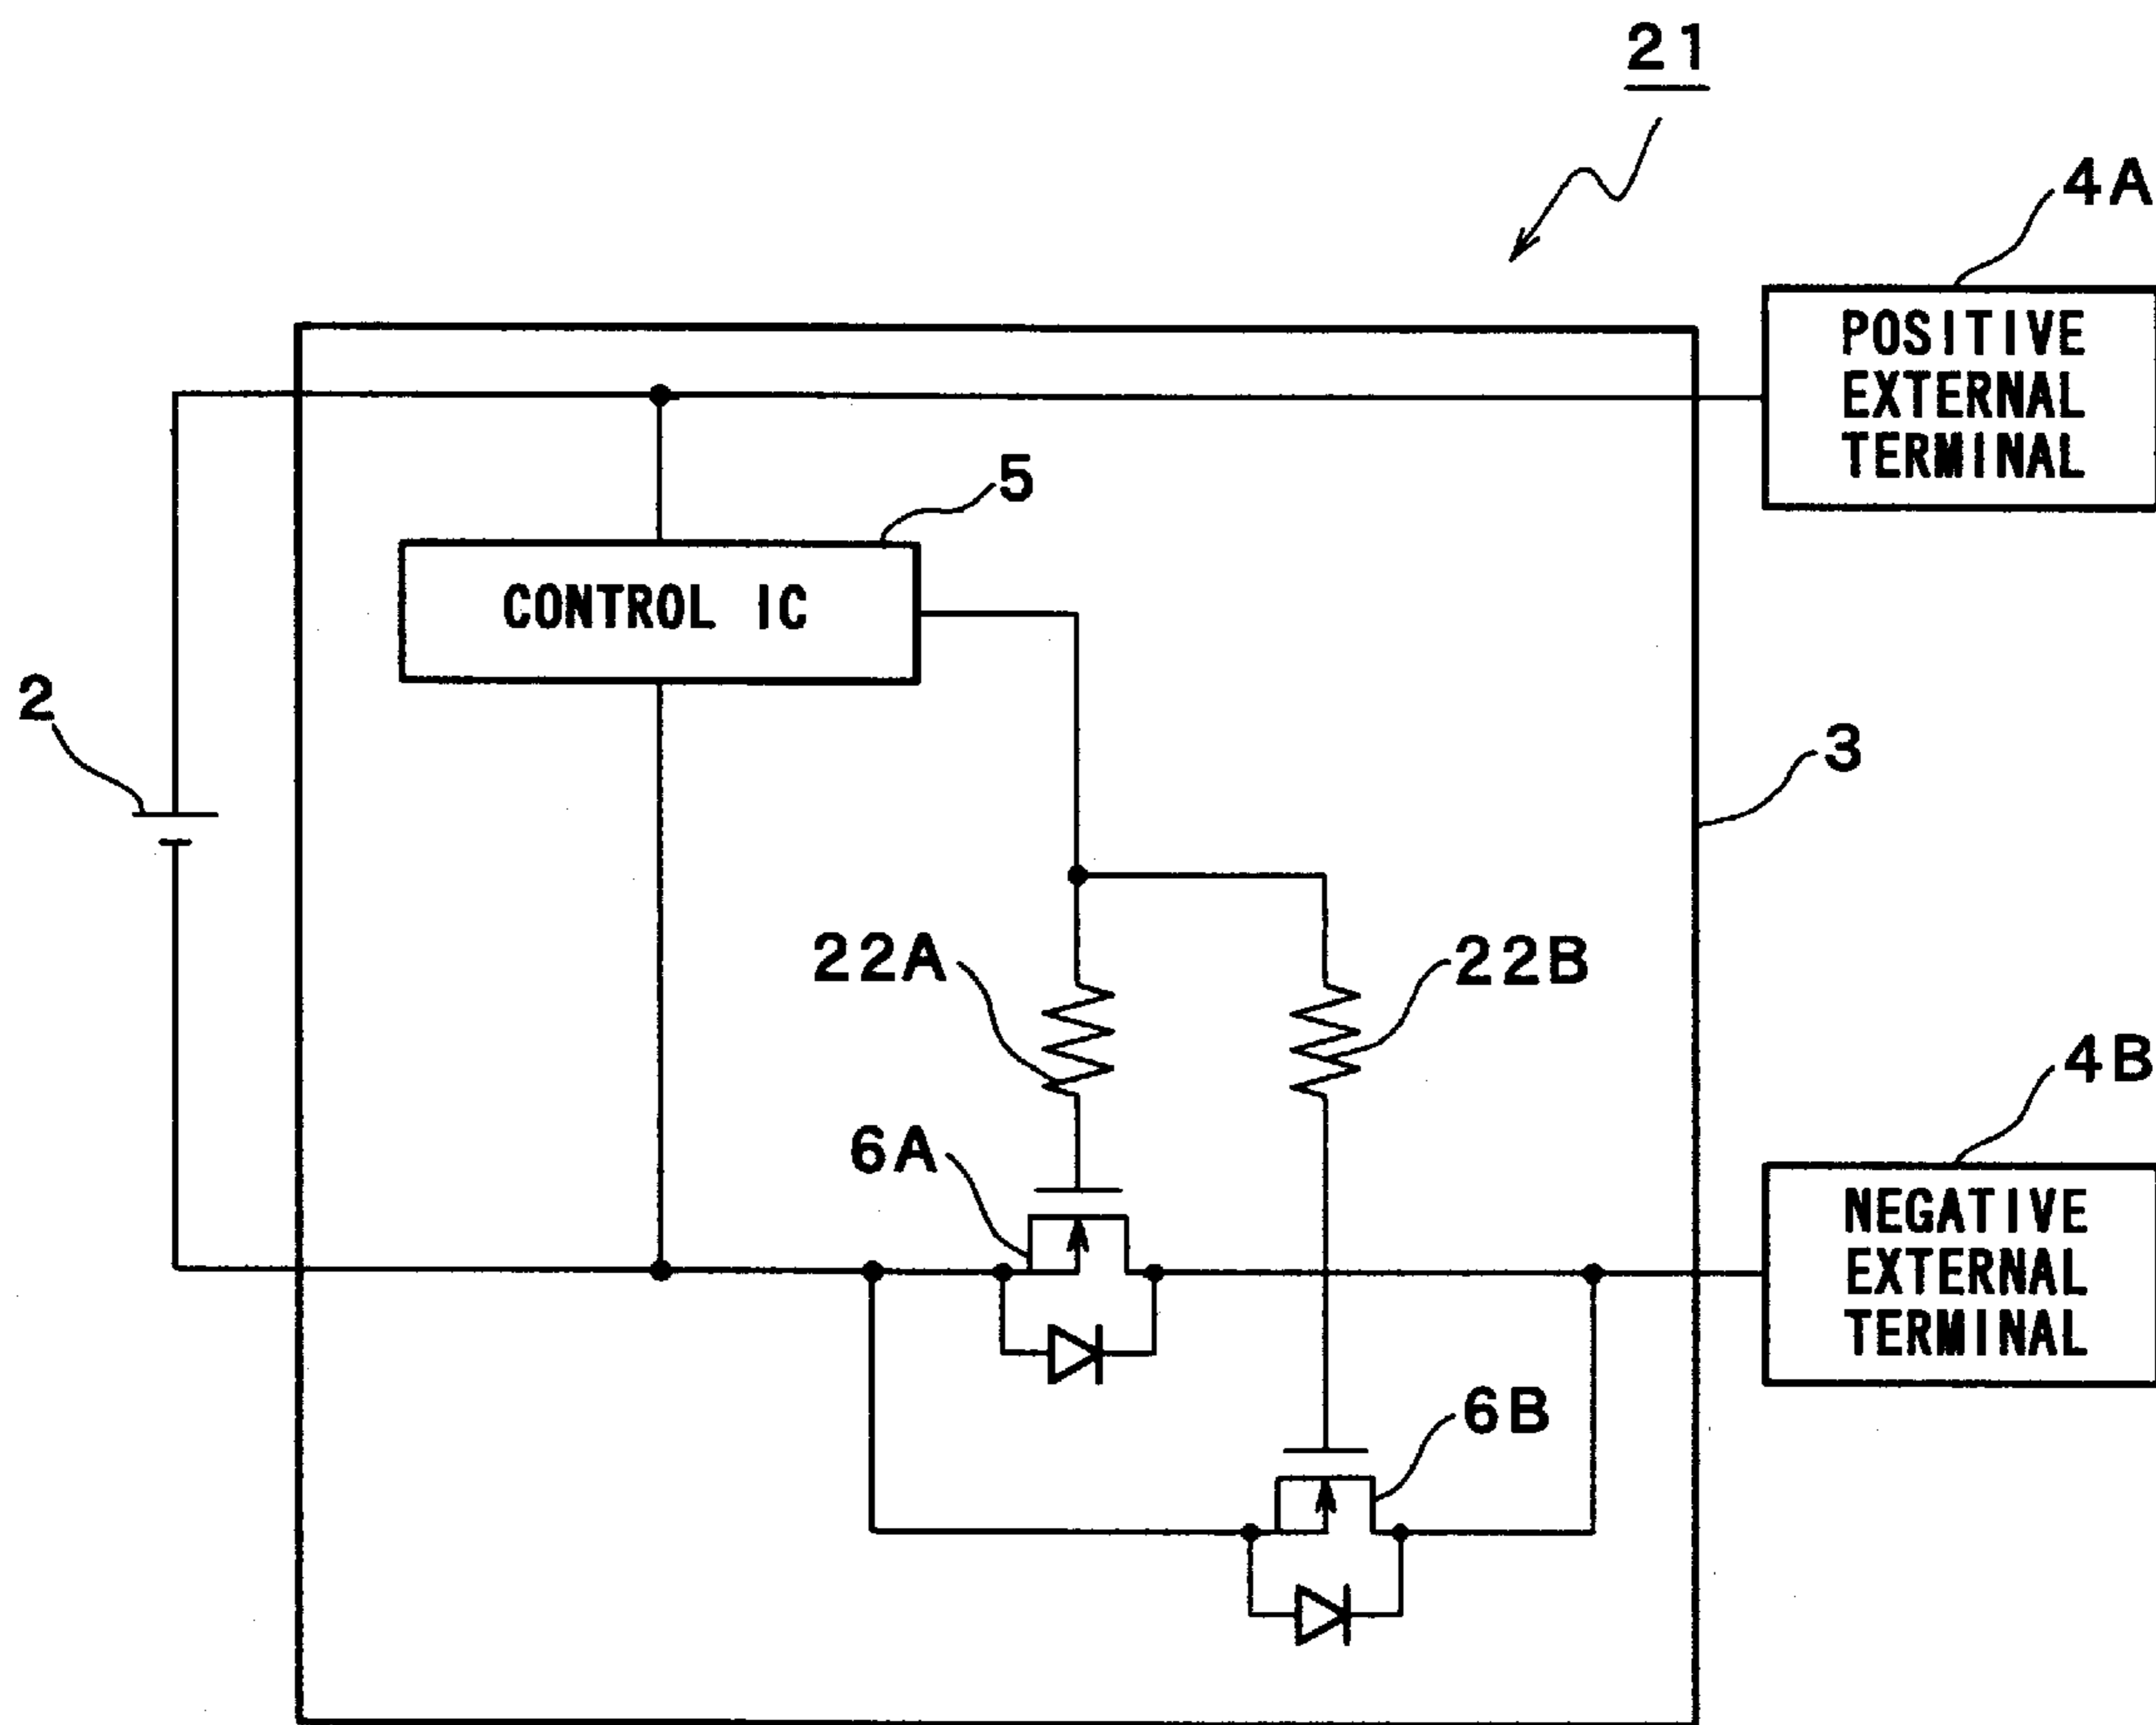 21
4A
POSITIVE
EXTERNAL
TERMINAL
5
CONTROL IC
2
3
22A
22B
4B
6A
NEGATIVE
EXTERNAL
TERMINAL
6B